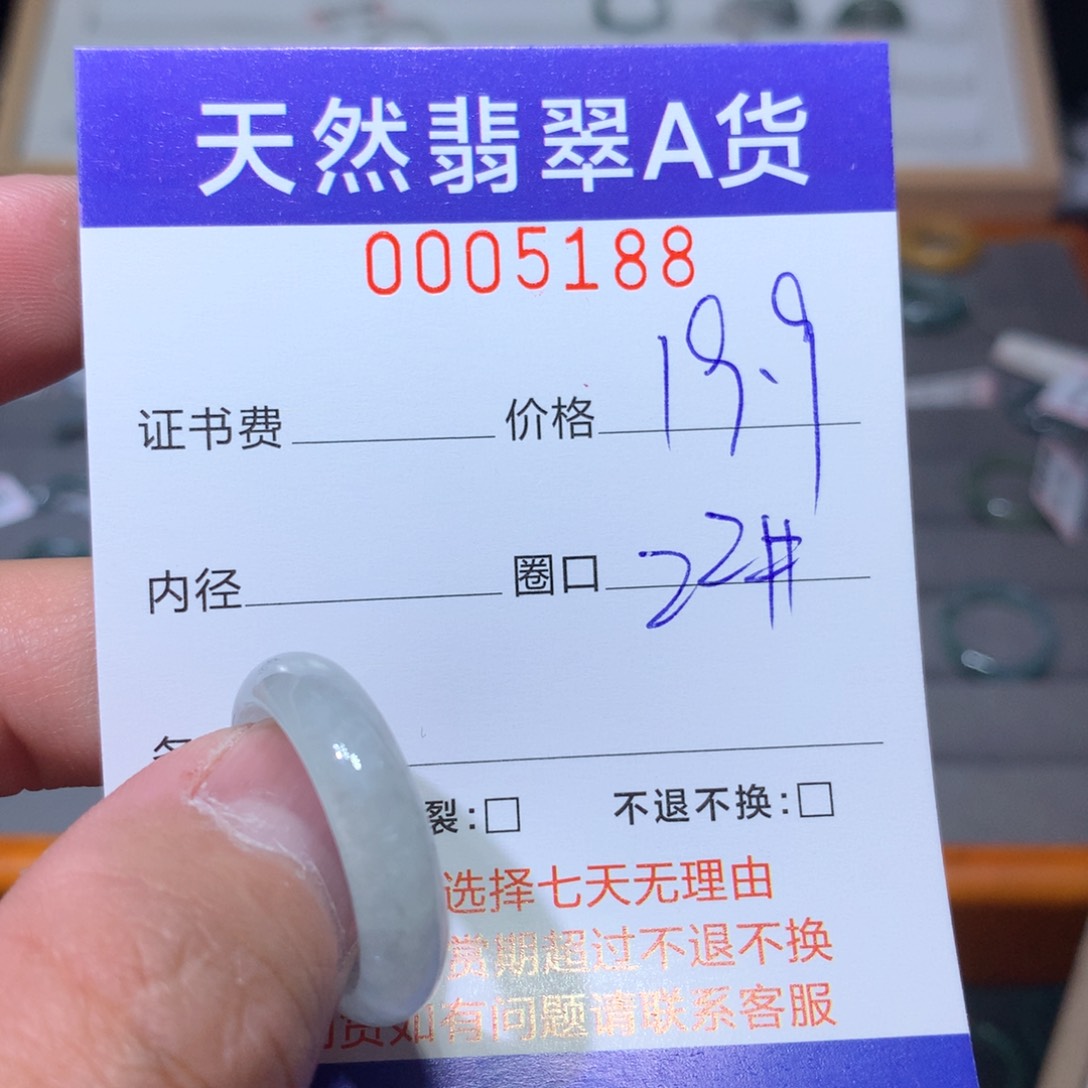 天然翡翠A货
0005188
证书费 价格 19.9
内径 圈口 22#
裂:□ 不退不换:□
选择七天无理由
赏期超过不退不换
如有问题请联系客服